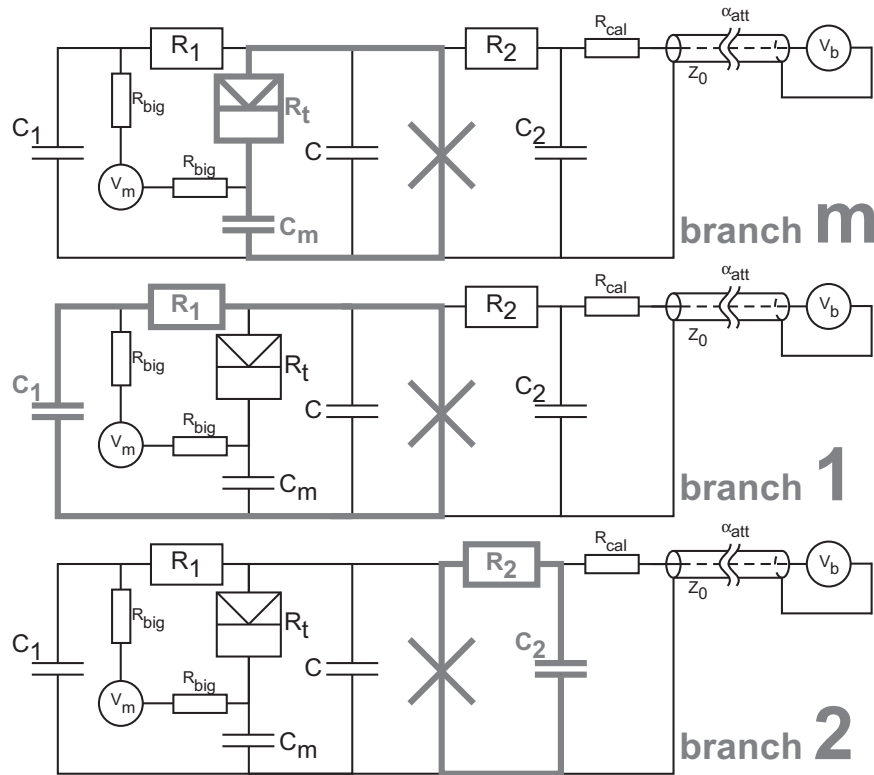 R1 R2 Rcal αatt
Rbig Rt Z0 Vb
C1 C C2
Vm Rbig Cm
branch m
R1 R2 Rcal αatt
Rbig Rt Z0 Vb
C1 C C2
Vm Rbig Cm
branch 1
R1 R2 Rcal αatt
Rbig Rt Z0 Vb
C1 C C2
Vm Rbig Cm
branch 2